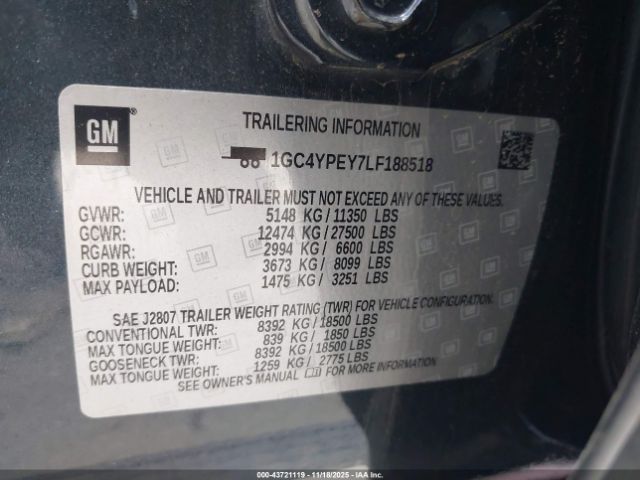 GM
TRAILERING INFORMATION
1GC4YPEY7LF188518
VEHICLE AND TRAILER MUST NOT EXCEED ANY OF THESE VALUES.
GVWR: 5148 KG / 11350 LBS
GCWR: 12474 KG / 27500 LBS
RGAWR: 2994 KG / 6600 LBS
CURB WEIGHT: 3673 KG / 8099 LBS
MAX PAYLOAD: 1475 KG / 3251 LBS
SAE J2807 TRAILER WEIGHT RATING (TWR) FOR VEHICLE CONFIGURATION.
CONVENTIONAL TWR: 8392 KG / 18500 LBS
MAX TONGUE WEIGHT: 839 KG / 1850 LBS
GOOSENECK TWR: 8392 KG / 18500 LBS
MAX TONGUE WEIGHT: 1259 KG / 2775 LBS
SEE OWNER'S MANUAL FOR MORE INFORMATION.
000-43721119 | 11/18/2025 | COPART